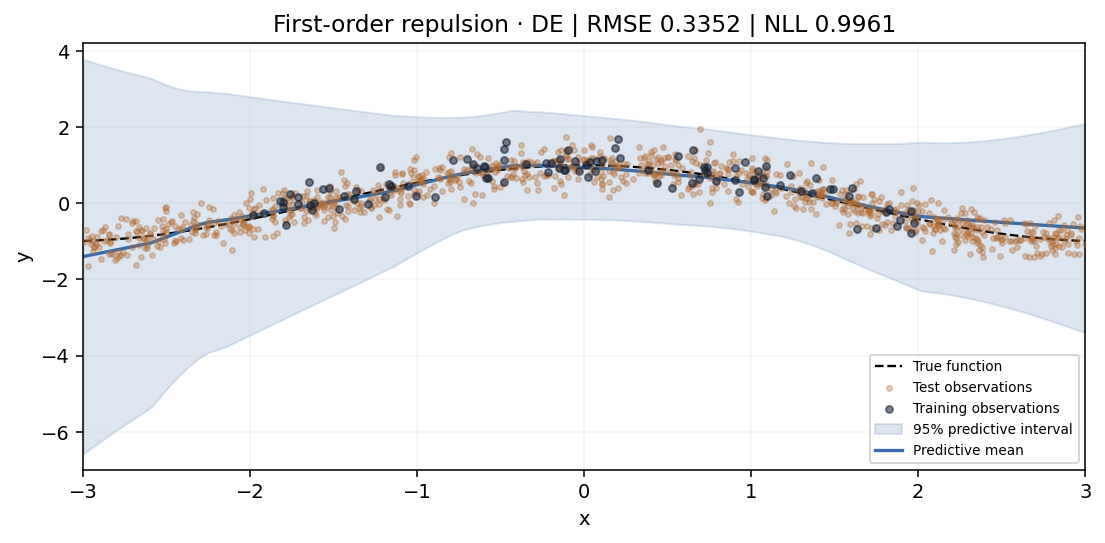 First-order repulsion · DE | RMSE 0.3352 | NLL 0.9961
4
2
0
−2
−4
−6
y
−3
−2
−1
0
1
2
3
x
True function
Test observations
Training observations
95% predictive interval
Predictive mean